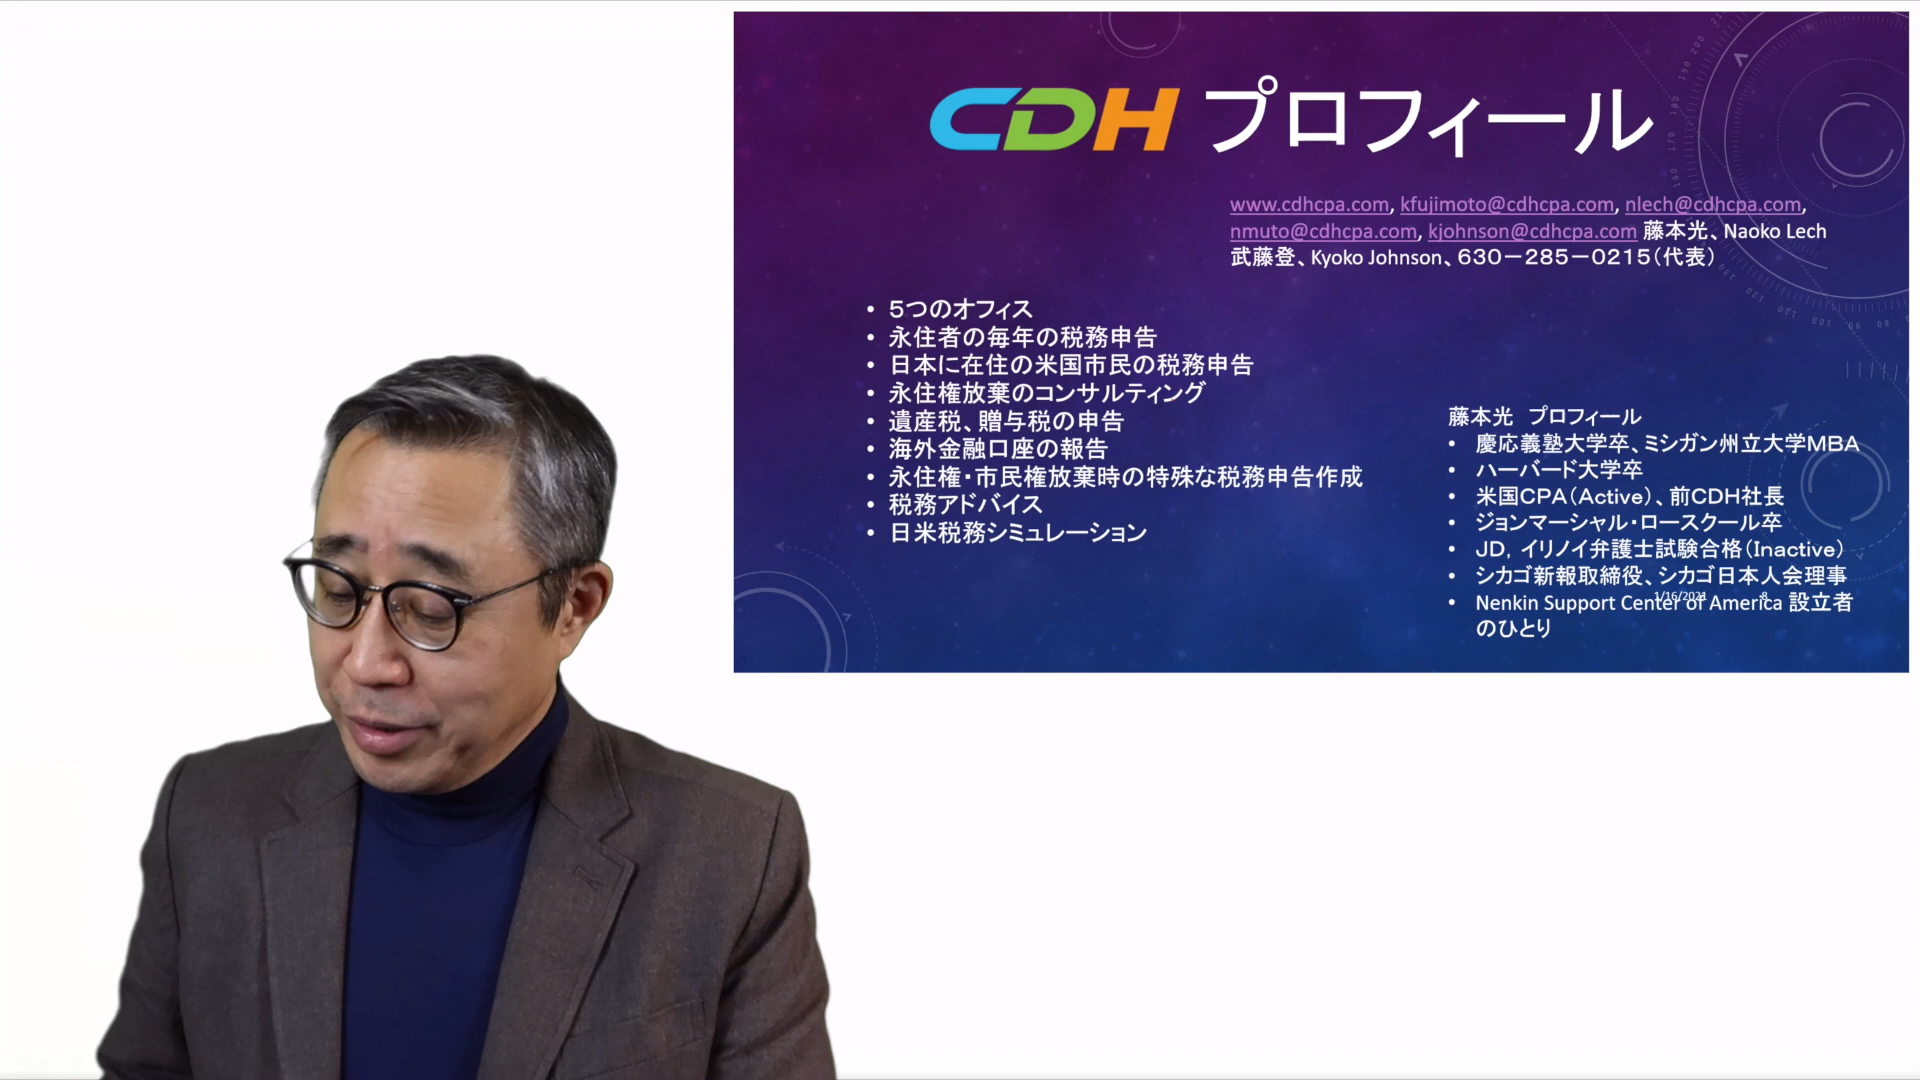 CDH プロフィール
www.cdhcpa.com, kfujimoto@cdhcpa.com, nlech@cdhcpa.com,
nmuto@cdhcpa.com, kjohnson@cdhcpa.com 藤本光、Naoko Lech
武藤登、Kyoko Johnson、６３０－２８５－０２１５（代表）
• ５つのオフィス
• 永住者の毎年の税務申告
• 日本に在住の米国市民の税務申告
• 永住権放棄のコンサルティング
• 遺産税、贈与税の申告
• 海外金融口座の報告
• 永住権・市民権放棄時の特殊な税務申告作成
• 税務アドバイス
• 日米税務シミュレーション
藤本光　プロフィール
• 慶応義塾大学卒、ミシガン州立大学ＭＢＡ
• ハーバード大学卒
• 米国ＣＰＡ（Ａｃｔｉｖｅ）、前ＣＤＨ社長
• ジョンマーシャル・ロースクール卒
• ＪＤ，イリノイ弁護士試験合格（Ｉｎａｃｔｉｖｅ）
• シカゴ新報取締役、シカゴ日本人会理事
• Nenkin Support Center of America 設立者
のひとり